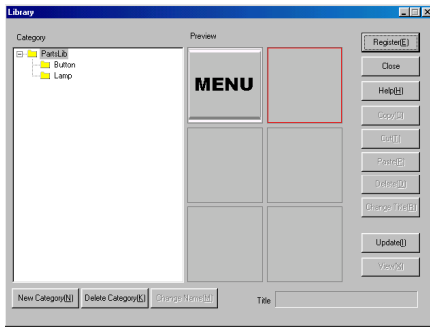 Library
Category
Preview
PartsLib
Button
Lamp
MENU
Register(E)
Close
Help(H)
Copy(C)
Cut(T)
Paste(P)
Delete(D)
Change Title(R)
Update(I)
View(V)
New Category(N)
Delete Category(K)
Change Name(M)
Title